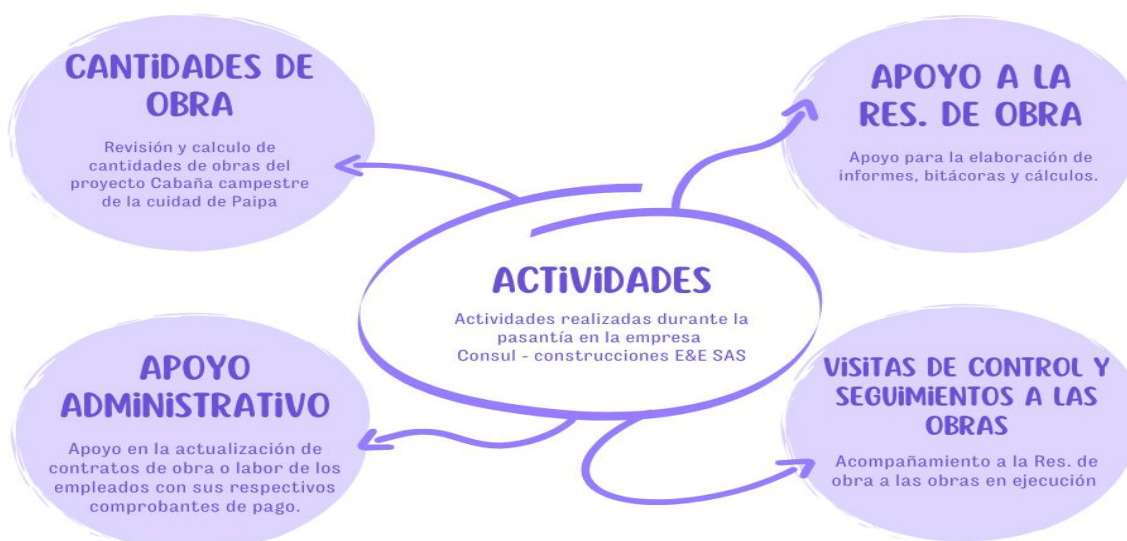 CANTIDADES DE
OBRA
Revisión y calculo de
cantidades de obras del
proyecto Cabaña campestre
de la cuidad de Paipa
APOYO A LA
RES. DE OBRA
Apoyo para la elaboración de
informes, bitácoras y cálculos.
ACTIVIDADES
Actividades realizadas durante la
pasantía en la empresa
Consul - construcciones E&E SAS
APOYO
ADMINISTRATIVO
Apoyo en la actualización de
contratos de obra o labor de los
empleados con sus respectivos
comprobantes de pago.
VISITAS DE CONTROL Y
SEGUIMIENTOS A LAS
OBRAS
Acompañamiento a la Res. de
obra a las obras en ejecución